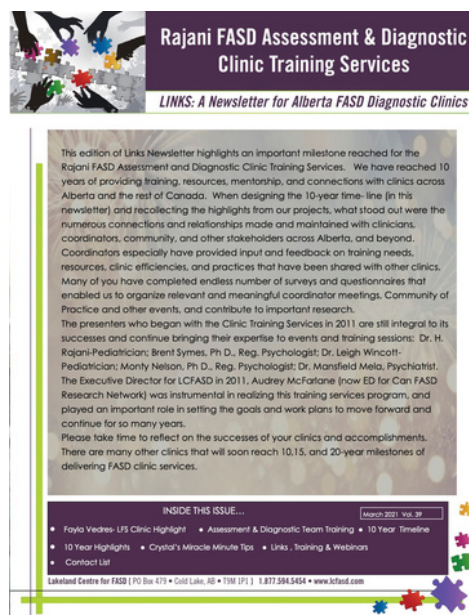 Rajani FASD Assessment & Diagnostic
Clinic Training Services
LINKS: A Newsletter for Alberta FASD Diagnostic Clinics
This edition of Links Newsletter highlights an important milestone reached for the
Rajani FASD Assessment and Diagnostic Clinic Training Services.   We have reached 10
years of providing training, resources, mentorship, and connections with clinics across
Alberta and the rest of Canada.  When designing the 10-year time- line (in this
newsletter) and recollecting the highlights from our projects, what stood out were the
numerous connections and relationships made and maintained with clinicians,
coordinators, community, and other stakeholders across Alberta, and beyond.
Coordinators especially have provided input and feedback on training needs,
resources, clinic efficiencies, and practices that have been shared with other clinics.
Many of you have completed endless number of surveys and questionnaires that
enabled us to organize relevant and meaningful coordinator meetings, Community of
Practice and other events, and contribute to important research.
The presenters who began with the Clinic Training Services in 2011 are still integral to its
successes and continue bringing their expertise to events and training sessions:  Dr. H.
Rajani-Pediatrician; Brent Symes, Ph D., Reg. Psychologist; Dr. Leigh Wincott-
Pediatrician; Monty Nelson, Ph D., Reg. Psychologist; Dr. Mansfield Mela, Psychiatrist.
The Executive Director for LCFASD in 2011, Audrey McFarlane (now ED for Can FASD
Research Network) was instrumental in realizing this training services program, and
played an important role in setting the goals and work plans to move forward and
continue for so many years.
Please take time to reflect on the successes of your clinics and accomplishments.
There are many other clinics that will soon reach 10,15, and 20-year milestones of
delivering FASD clinic services.
INSIDE THIS ISSUE...
March 2021  Vol. 39
• Fayla Vedres- LFS Clinic Highlight • Assessment & Diagnostic Team Training • 10 Year  Timeline
• 10 Year Highlights • Crystal's Miracle Minute Tips • Links , Training & Webinars
• Contact List
Lakeland Centre for FASD { PO Box 479 • Cold Lake, AB • T9M 1P1 } 1.877.594.5454 • www.lcfasd.com